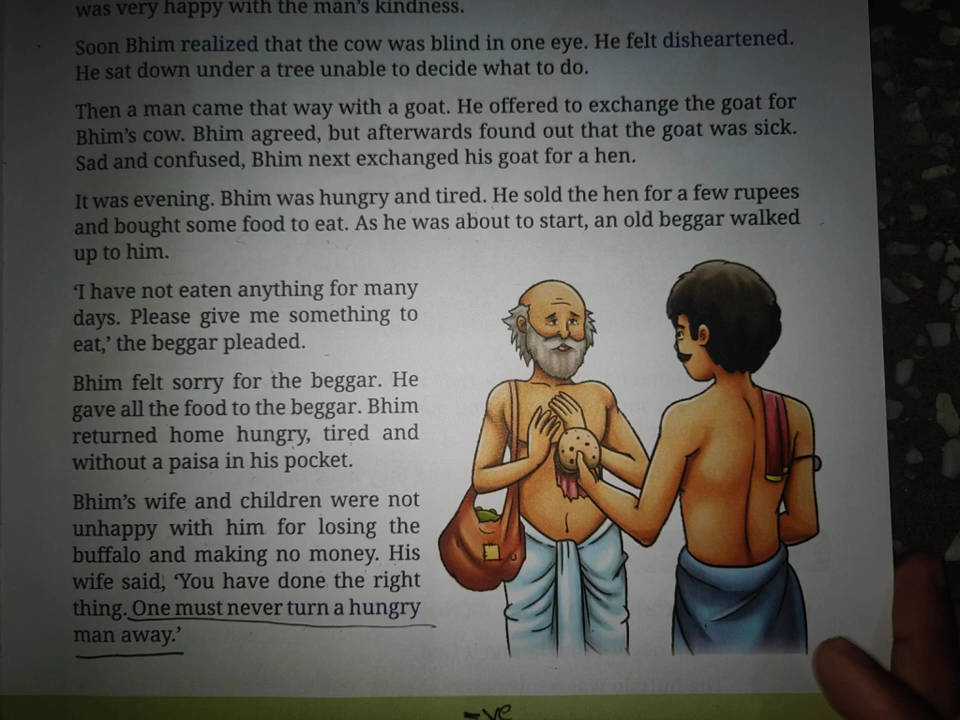 was very happy with the man's kindness.
Soon Bhim realized that the cow was blind in one eye. He felt disheartened.
He sat down under a tree unable to decide what to do.
Then a man came that way with a goat. He offered to exchange the goat for
Bhim's cow. Bhim agreed, but afterwards found out that the goat was sick.
Sad and confused, Bhim next exchanged his goat for a hen.
It was evening. Bhim was hungry and tired. He sold the hen for a few rupees
and bought some food to eat. As he was about to start, an old beggar walked
up to him.
‘I have not eaten anything for many
days. Please give me something to
eat,’ the beggar pleaded.
Bhim felt sorry for the beggar. He
gave all the food to the beggar. Bhim
returned home hungry, tired and
without a paisa in his pocket.
Bhim's wife and children were not
unhappy with him for losing the
buffalo and making no money. His
wife said, ‘You have done the right
thing. One must never turn a hungry
man away.’
-ve